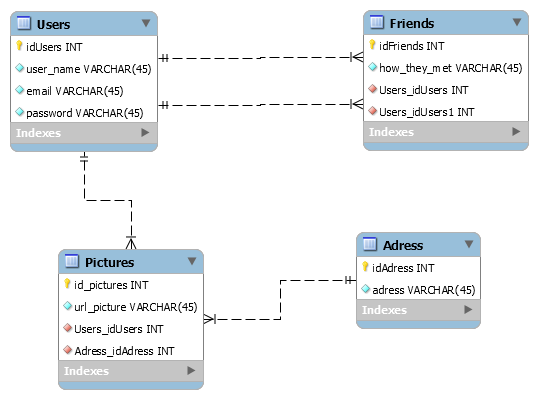 Users
idUsers INT
user_name VARCHAR(45)
email VARCHAR(45)
password VARCHAR(45)
Indexes
Friends
idFriends INT
how_they_met VARCHAR(45)
Users_idUsers INT
Users_idUsers1 INT
Indexes
Pictures
id_pictures INT
url_picture VARCHAR(45)
Users_idUsers INT
Adress_idAdress INT
Indexes
Adress
idAdress INT
adress VARCHAR(45)
Indexes